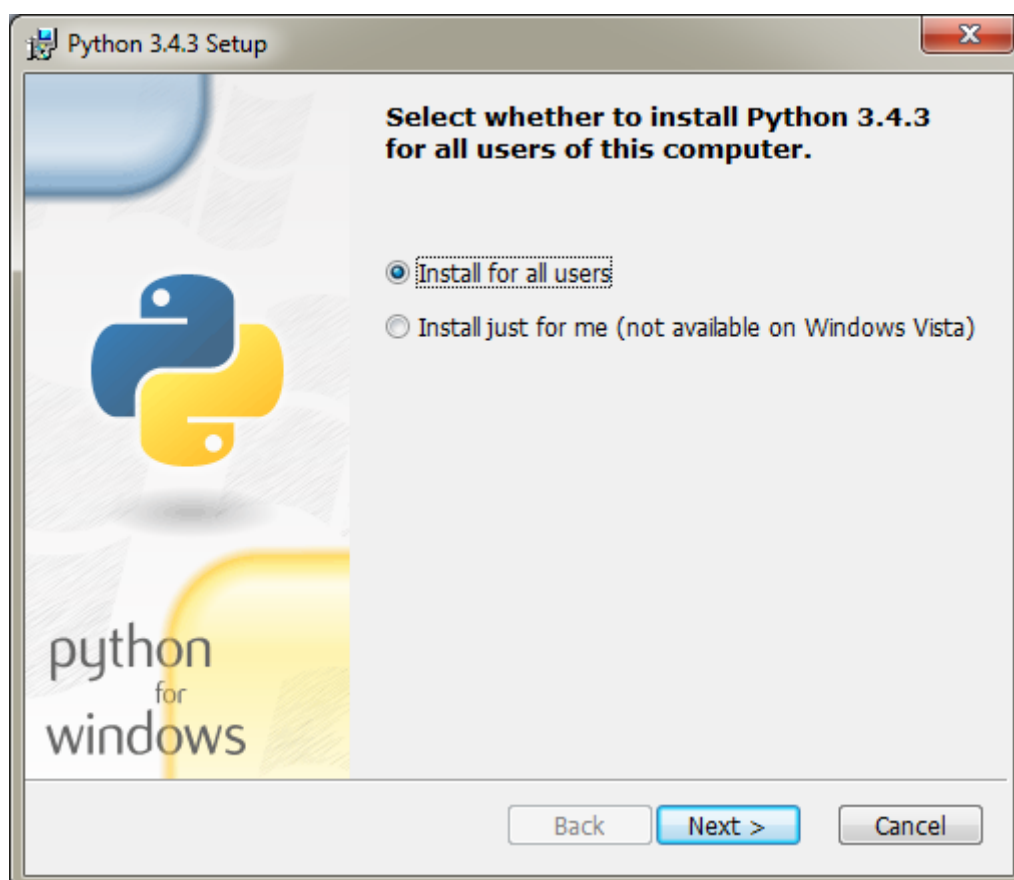 Python 3.4.3 Setup
Select whether to install Python 3.4.3
for all users of this computer.
Install for all users
Install just for me (not available on Windows Vista)
python
for
windows
Back
Next >
Cancel